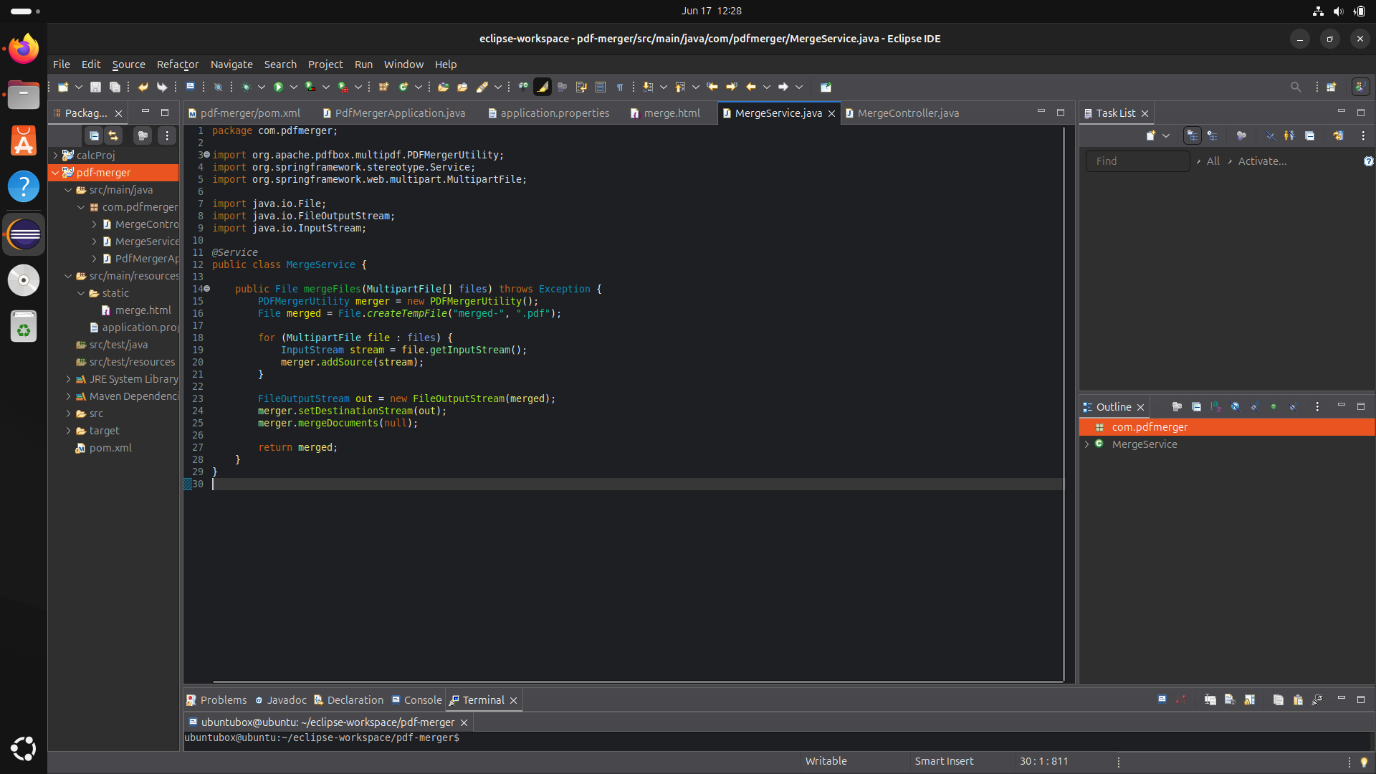 Jun 17 12:28
eclipse-workspace - pdf-merger/src/main/java/com/pdfmerger/MergeService.java - Eclipse IDE
File Edit Source Refactor Navigate Search Project Run Window Help
Packag...
pdf-merger/pom.xml PdfMergerApplication.java application.properties merge.html MergeService.java MergeController.java
Task List
calcProj
pdf-merger
src/main/java
com.pdfmerger
MergeContro
MergeService
PdfMergerAp
src/main/resources
static
merge.html
application.prop
src/test/java
src/test/resources
JRE System Library
Maven Dependenc
src
target
pom.xml
1 package com.pdfmerger;
2
3 import org.apache.pdfbox.multipdf.PDFMergerUtility;
4 import org.springframework.stereotype.Service;
5 import org.springframework.web.multipart.MultipartFile;
6
7 import java.io.File;
8 import java.io.FileOutputStream;
9 import java.io.InputStream;
10
11 @Service
12 public class MergeService {
13
14 public File mergeFiles(MultipartFile[] files) throws Exception {
15 PDFMergerUtility merger = new PDFMergerUtility();
16 File merged = File.createTempFile("merged-", ".pdf");
17
18 for (MultipartFile file : files) {
19 InputStream stream = file.getInputStream();
20 merger.addSource(stream);
21 }
22
23 FileOutputStream out = new FileOutputStream(merged);
24 merger.setDestinationStream(out);
25 merger.mergeDocuments(null);
26
27 return merged;
28 }
29 }
30
Find All Activate...
Outline
com.pdfmerger
MergeService
Problems Javadoc Declaration Console Terminal
ubuntubox@ubuntu: ~/eclipse-workspace/pdf-merger
ubuntubox@ubuntu:~/eclipse-workspace/pdf-merger$
Writable Smart Insert 30 : 1 : 811